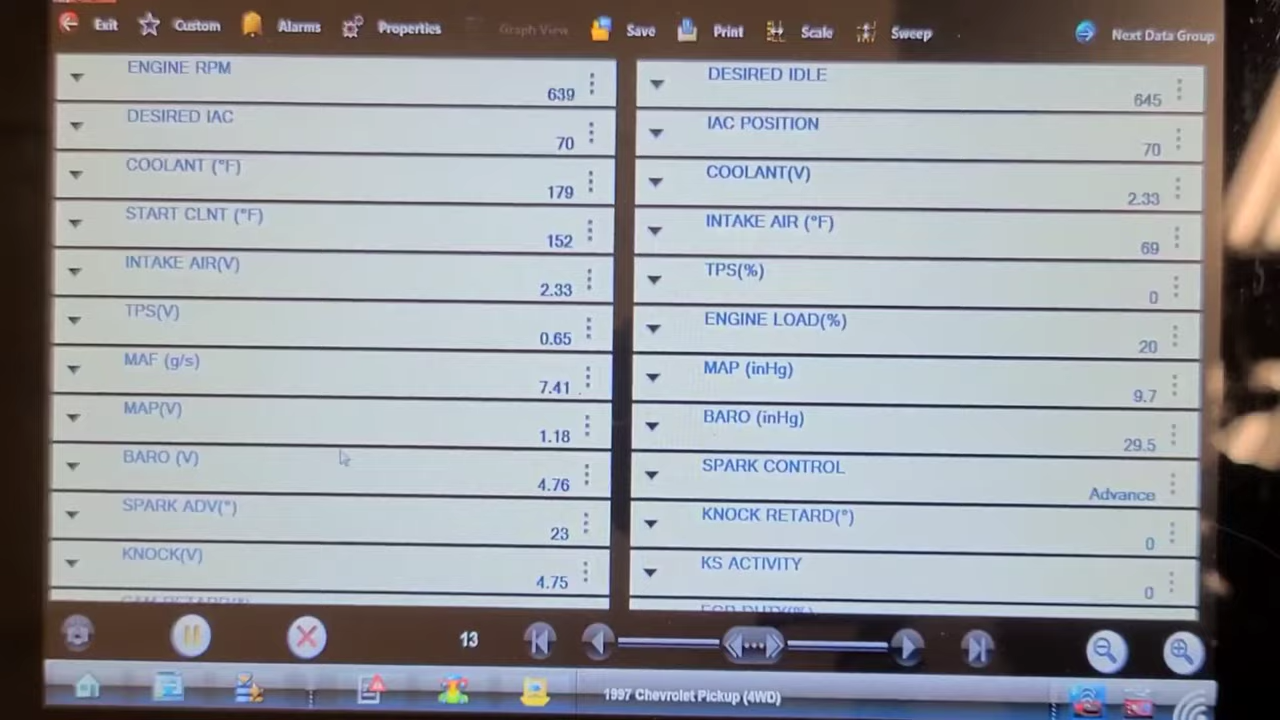 Exit Custom Alarms Properties Graph View Save Print Scale Sweep Next Data Group
ENGINE RPM 639
DESIRED IDLE 645
DESIRED IAC 70
IAC POSITION 70
COOLANT (°F) 179
COOLANT(V) 2.33
START CLNT (°F) 152
INTAKE AIR (°F) 69
INTAKE AIR(V) 2.33
TPS(%) 0
TPS(V) 0.65
ENGINE LOAD(%) 20
MAF (g/s) 7.41
MAP (inHg) 9.7
MAP(V) 1.18
BARO (inHg) 29.5
BARO (V) 4.76
SPARK CONTROL Advance
SPARK ADV(°) 23
KNOCK RETARD(°) 0
KNOCK(V) 4.75
KS ACTIVITY 0
13
1997 Chevrolet Pickup (4WD)